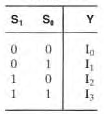 S₁ S₀ Y
0 0 I₀
0 1 I₁
1 0 I₂
1 1 I₃